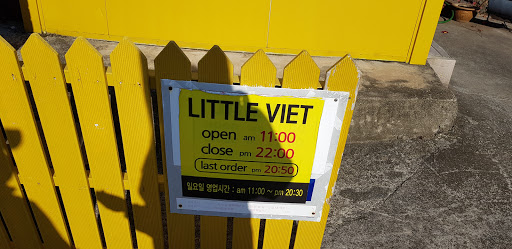 LITTLE VIET
open am 11:00
close pm 22:00
last order pm 20:50
일요일 영업시간 : am 11:00 ~ pm 20:30